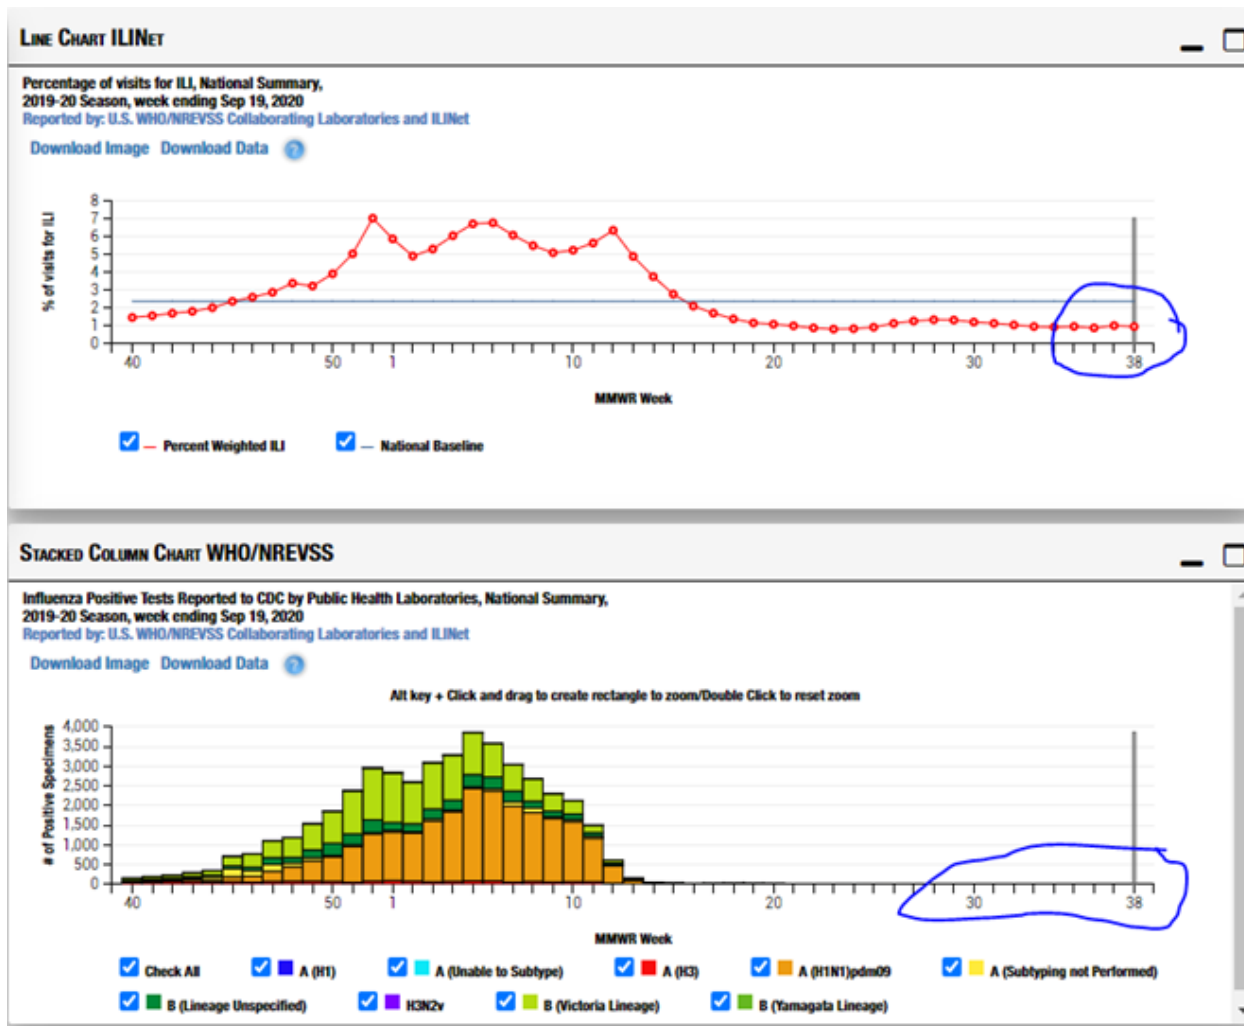 LINE CHART ILINET
Percentage of visits for ILI, National Summary,
2019-20 Season, week ending Sep 19, 2020
Reported by: U.S. WHO/NREVSS Collaborating Laboratories and ILINet
Download Image Download Data ?
% of visits for ILI
8
7
6
5
4
3
2
1
0
40 50 1 10 20 30 38
MMWR Week
Percent Weighted ILI National Baseline
STACKED COLUMN CHART WHO/NREVSS
Influenza Positive Tests Reported to CDC by Public Health Laboratories, National Summary,
2019-20 Season, week ending Sep 19, 2020
Reported by: U.S. WHO/NREVSS Collaborating Laboratories and ILINet
Download Image Download Data ?
Alt key + Click and drag to create rectangle to zoom/Double Click to reset zoom
# of Positive Specimens
4,000
3,500
3,000
2,500
2,000
1,500
1,000
500
0
40 50 1 10 20 30 38
MMWR Week
Check All A (H1) A (Unable to Subtype) A (H3) A (H1N1)pdm09 A (Subtyping not Performed)
B (Lineage Unspecified) H3N2v B (Victoria Lineage) B (Yamagata Lineage)